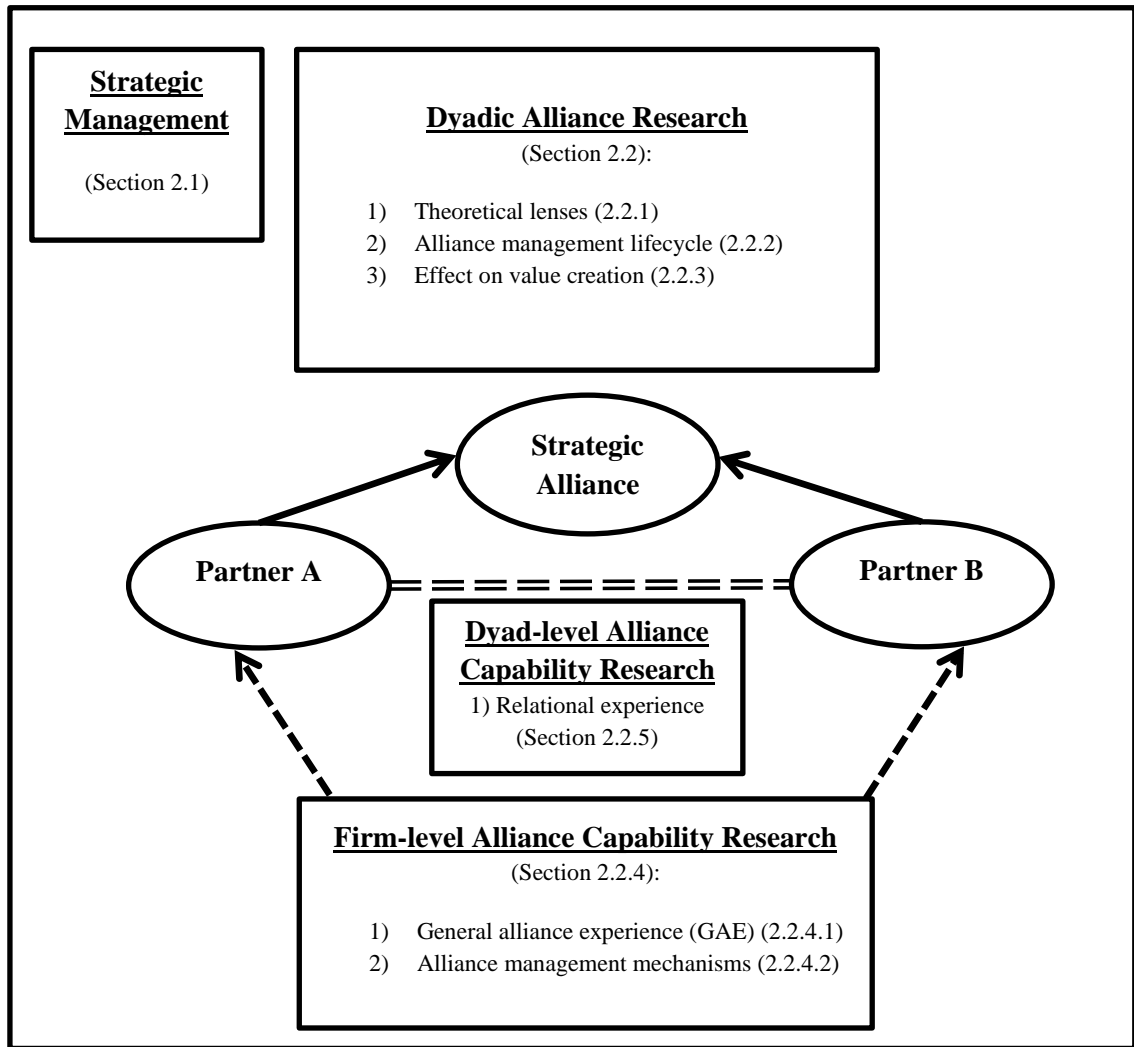 Strategic
Management
(Section 2.1)
Dyadic Alliance Research
(Section 2.2):
1) Theoretical lenses (2.2.1)
2) Alliance management lifecycle (2.2.2)
3) Effect on value creation (2.2.3)
Strategic
Alliance
Partner A
Partner B
Dyad-level Alliance
Capability Research
1) Relational experience
(Section 2.2.5)
Firm-level Alliance Capability Research
(Section 2.2.4):
1) General alliance experience (GAE) (2.2.4.1)
2) Alliance management mechanisms (2.2.4.2)